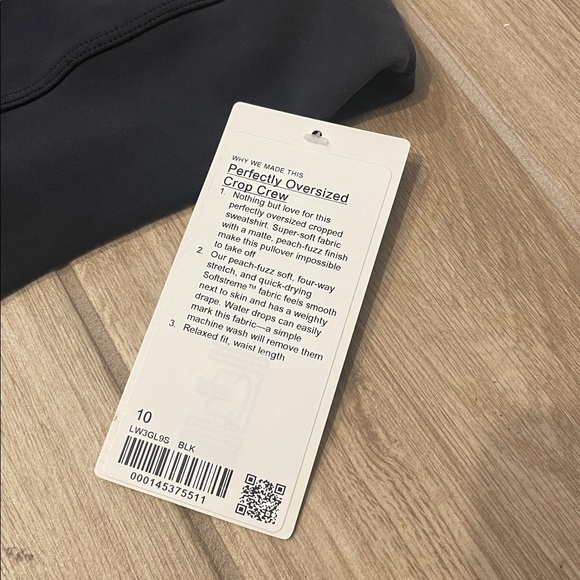 WHY WE MADE THIS
Perfectly Oversized
Crop Crew
1. Nothing but love for this
perfectly oversized cropped
sweatshirt. Super-soft fabric
with a matte, peach-fuzz finish
make this pullover impossible
to take off
2. Our peach-fuzz soft, four-way
stretch, and quick-drying
Softstreme™ fabric feels smooth
next to skin and has a weighty
drape. Water drops can easily
mark this fabric—a simple
machine wash will remove them
3. Relaxed fit, waist length
10
LW3GL9S BLK
000145375511